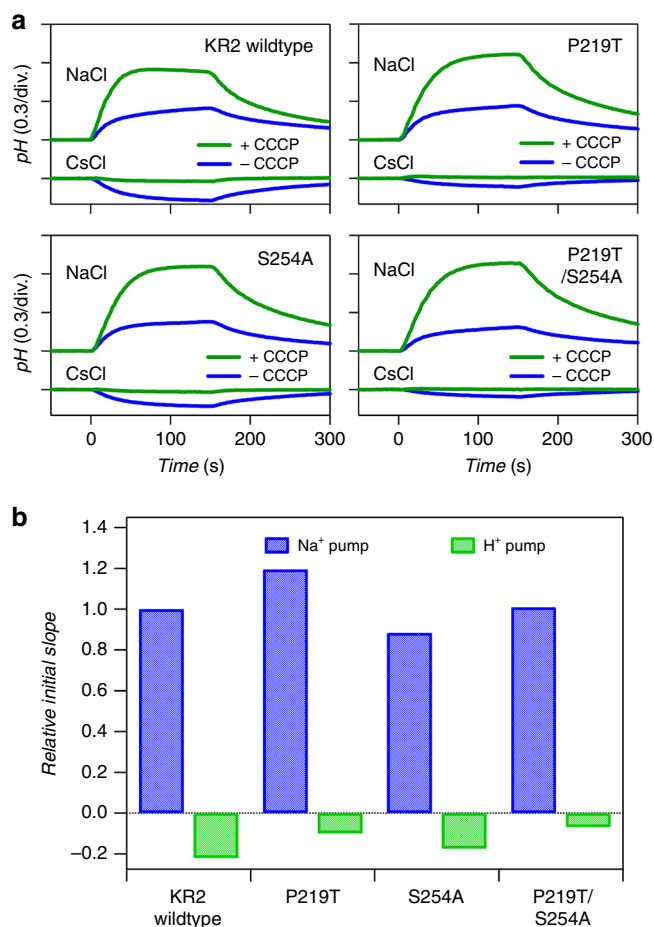 a
KR2 wildtype
NaCl
CsCl
+ CCCP
– CCCP
pH (0.3/div.)
P219T
NaCl
CsCl
+ CCCP
– CCCP
S254A
NaCl
CsCl
+ CCCP
– CCCP
pH (0.3/div.)
0 100 200 300
Time (s)
P219T
/S254A
NaCl
CsCl
+ CCCP
– CCCP
0 100 200 300
Time (s)
b
1.4
1.2
1.0
0.8
0.6
0.4
0.2
0.0
–0.2
Relative initial slope
Na+ pump
H+ pump
KR2
wildtype
P219T
S254A
P219T/
S254A